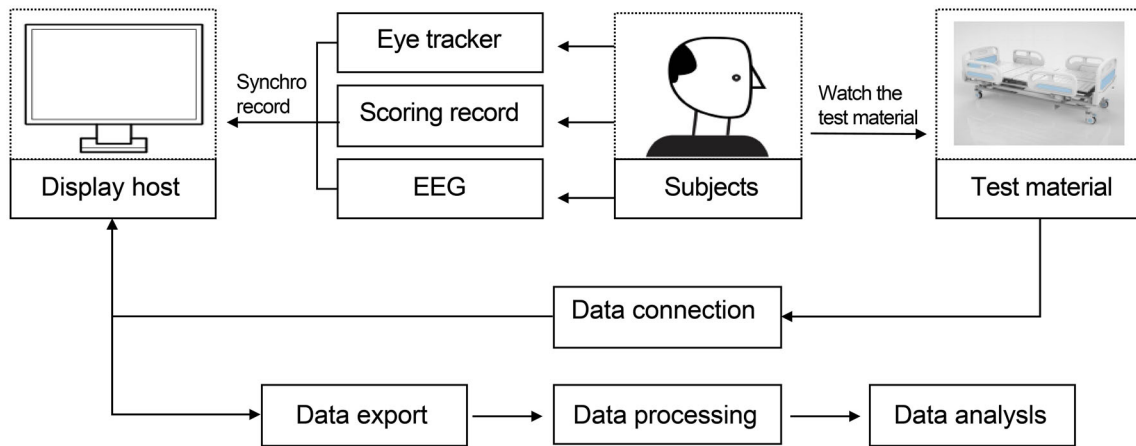 Eye tracker
Synchro
record
Scoring record
Watch the
test material
Display host
EEG
Subjects
Test material
Data connection
Data export
Data processing
Data analysls